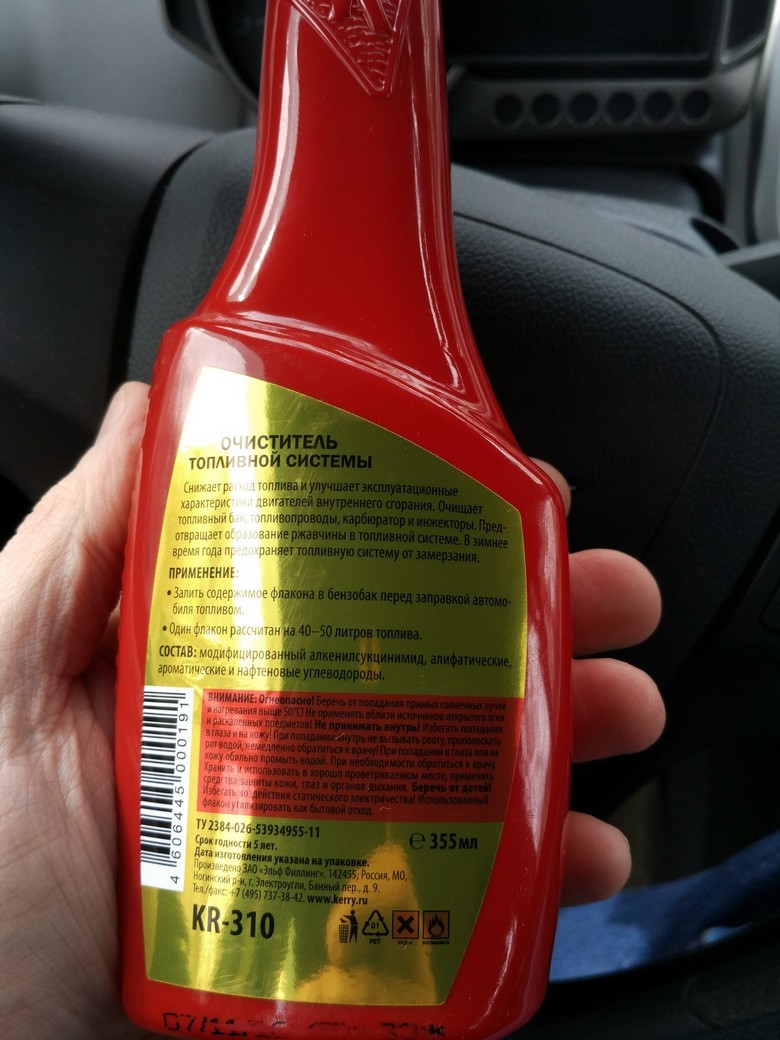 ОЧИСТИТЕЛЬ
ТОПЛИВНОЙ СИСТЕМЫ
Снижает расход топлива и улучшает эксплуатационные
характеристики двигателей внутреннего сгорания. Очищает
топливный бак, топливопроводы, карбюратор и инжекторы. Пред-
отвращает образование ржавчины в топливной системе. В зимнее
время года предохраняет топливную систему от замерзания.
ПРИМЕНЕНИЕ:
• Залить содержимое флакона в бензобак перед заправкой автомо-
биля топливом.
• Один флакон рассчитан на 40–50 литров топлива.
СОСТАВ: модифицированный алкенилсукцинимид, алифатические,
ароматические и нафтеновые углеводороды.
ВНИМАНИЕ: Огнеопасно! Беречь от попадания прямых солнечных лучей
и нагревания выше 50°С! Не применять вблизи источников открытого огня
и раскаленных предметов! Не принимать внутрь! Избегать попадания
в глаза и на кожу! При попадании внутрь не вызывать рвоту, прополоскать
рот водой, немедленно обратиться к врачу! При попадании в глаза или на
кожу обильно промыть водой. При необходимости обратиться к врачу.
Хранить и использовать в хорошо проветриваемом месте, применять
средства защиты кожи, глаз и органов дыхания. Беречь от детей!
Избегать воздействия статического электричества! Использованный
флакон утилизировать как бытовой отход.
4 606445 000191
ТУ 2384-026-53934955-11
℮ 355 мл
Срок годности 5 лет.
Дата изготовления указана на упаковке.
Произведено ЗАО «Эльф Филлинг», 142455, Россия, МО,
Ногинский р-н, г. Электроугли, Банный пер., д. 9.
Тел./факс: +7 (495) 737-38-42, www.kerry.ru
KR-310
01
PET
07/11/1